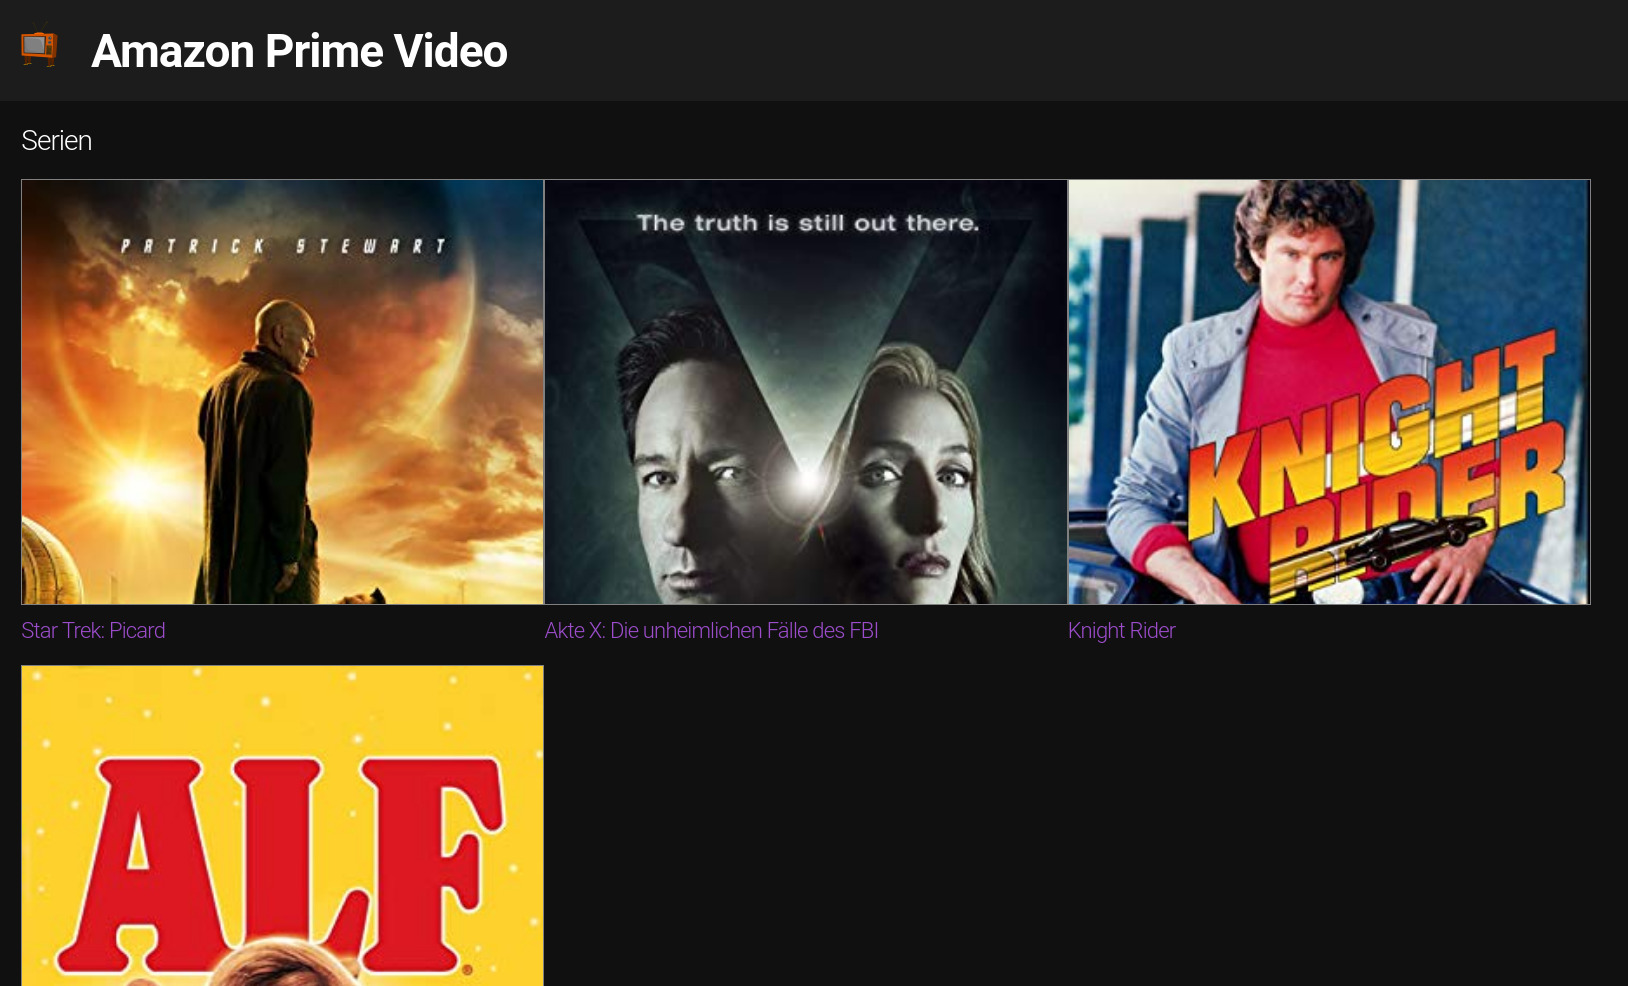 Amazon Prime Video
Serien
PATRICK STEWART
The truth is still out there.
KNIGHT
RIDER
Star Trek: Picard
Akte X: Die unheimlichen Fälle des FBI
Knight Rider
ALF
®